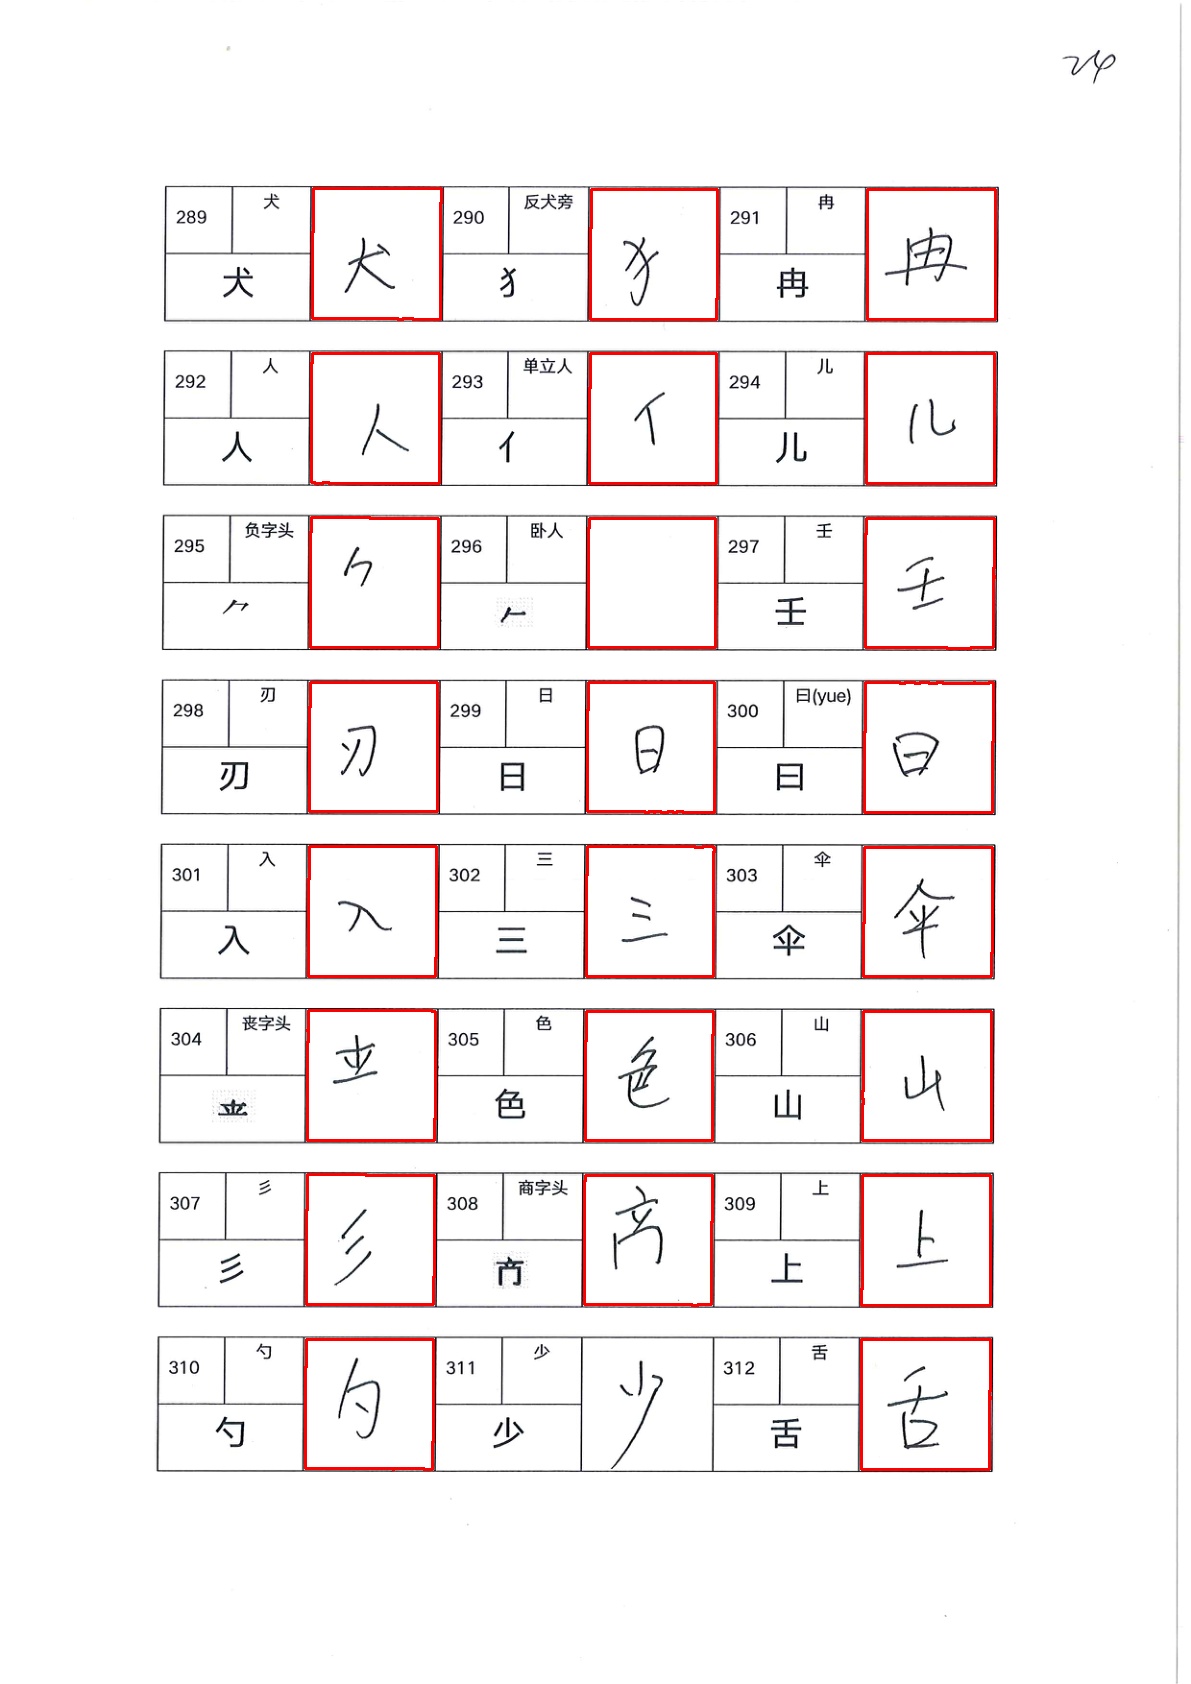 24
289 犬 犬 290 反犬旁 犭 291 冉 冉
犬 犭 冉
292 人 人 293 单立人 亻 294 儿 儿
人 亻 儿
295 负字头 ⺈ 296 卧人 297 壬 壬
⺈ 𠂉 壬
298 刃 刃 299 日 日 300 曰(yue) 曰
刃 日 曰
301 入 入 302 三 三 303 伞 伞
入 三 伞
304 丧字头 305 色 色 306 山 山
色 山
307 彡 彡 308 商字头 309 上 上
彡 上
310 勺 勺 311 少 少 312 舌 舌
勺 少 舌